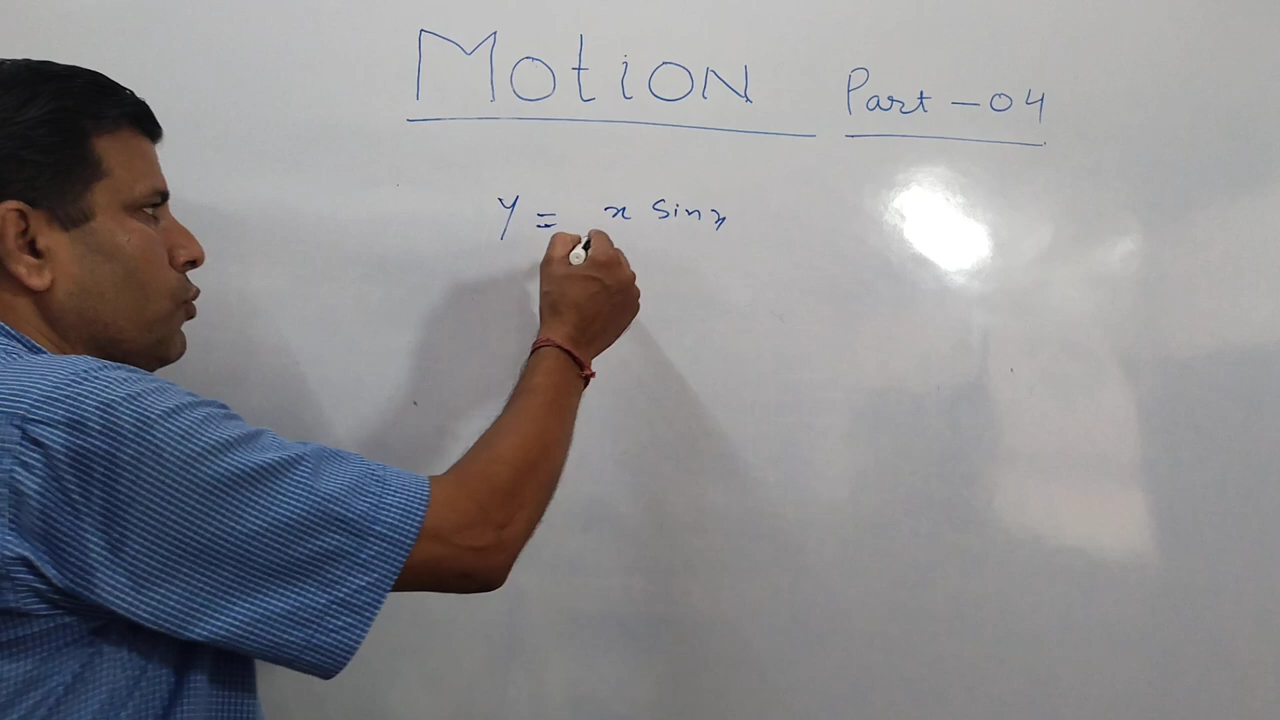 MOTION Part - 04
y = x sin x